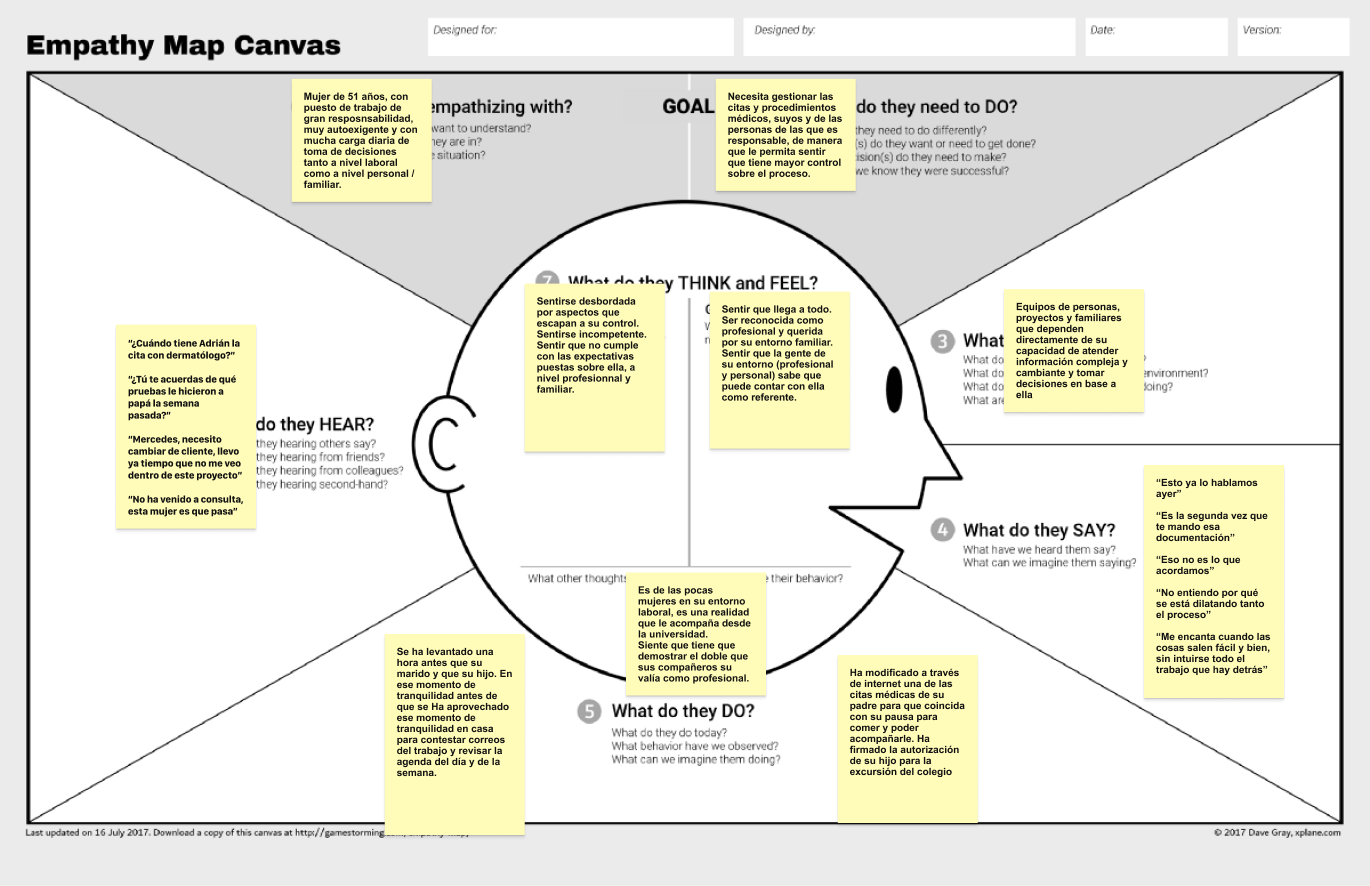 Empathy Map Canvas
Designed for:
Designed by:
Date:
Version:
Mujer de 51 años, con
puesto de trabajo de
gran resposnsabilidad,
muy autoexigente y con
mucha carga diaria de
toma de decisiones
tanto a nivel laboral
como a nivel personal /
familiar.
empathizing with?
want to understand?
they are in?
situation?
GOAL
Necesita gestionar las
citas y procedimientos
médicos, suyos y de las
personas de las que es
responsable, de manera
que le permita sentir
que tiene mayor control
sobre el proceso.
do they need to DO?
they need to do differently?
(s) do they want or need to get done?
ision(s) do they need to make?
we know they were successful?
7 What do they THINK and FEEL?
Sentirse desbordada
por aspectos que
escapan a su control.
Sentirse incompetente.
Sentir que no cumple
con las expectativas
puestas sobre ella, a
nivel profesionnal y
familiar.
Sentir que llega a todo.
Ser reconocida como
profesional y querida
por su entorno familiar.
Sentir que la gente de
su entorno (profesional
y personal) sabe que
puede contar con ella
como referente.
3 What
What do
What do
What do
What are
Equipos de personas,
proyectos y familiares
que dependen
directamente de su
capacidad de atender
información compleja y
cambiante y tomar
decisiones en base a
ella
?
environment?
doing?
“¿Cuándo tiene Adrián la
cita con dermatólogo?”
“¿Tú te acuerdas de qué
pruebas le hicieron a
papá la semana
pasada?”
“Mercedes, necesito
cambiar de cliente, llevo
ya tiempo que no me veo
dentro de este proyecto”
“No ha venido a consulta,
esta mujer es que pasa”
do they HEAR?
they hearing others say?
they hearing from friends?
they hearing from colleagues?
they hearing second-hand?
4 What do they SAY?
What have we heard them say?
What can we imagine them saying?
“Esto ya lo hablamos
ayer”
“Es la segunda vez que
te mando esa
documentación”
“Eso no es lo que
acordamos”
“No entiendo por qué
se está dilatando tanto
el proceso”
“Me encanta cuando las
cosas salen fácil y bien,
sin intuirse todo el
trabajo que hay detrás”
What other thoughts
their behavior?
Es de las pocas
mujeres en su entorno
laboral, es una realidad
que le acompaña desde
la universidad.
Siente que tiene que
demostrar el doble que
sus compañeros su
valía como profesional.
Se ha levantado una
hora antes que su
marido y que su hijo. En
ese momento de
tranquilidad antes de
que se Ha aprovechado
ese momento de
tranquilidad en casa
para contestar correos
del trabajo y revisar la
agenda del día y de la
semana.
5 What do they DO?
What do they do today?
What behavior have we observed?
What can we imagine them doing?
Ha modificado a través
de internet una de las
citas médicas de su
padre para que coincida
con su pausa para
comer y poder
acompañarle. Ha
firmado la autorización
de su hijo para la
excursión del colegio
Last updated on 16 July 2017. Download a copy of this canvas at http://gamestorming
© 2017 Dave Gray, xplane.com